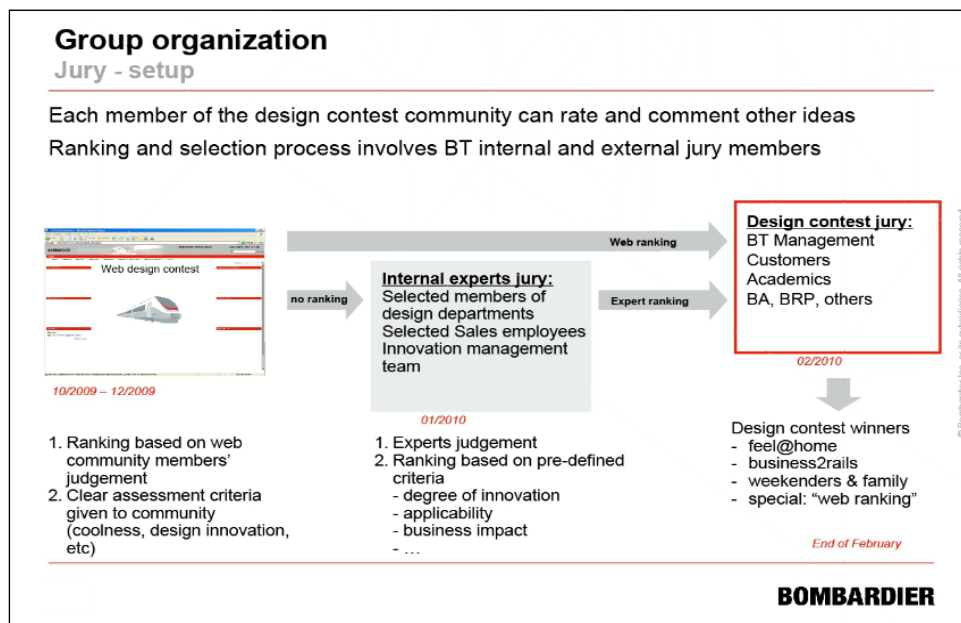 Group organization
Jury - setup
Each member of the design contest community can rate and comment other ideas
Ranking and selection process involves BT internal and external jury members
Web design contest
10/2009 – 12/2009
no ranking
Web ranking
Internal experts jury:
Selected members of
design departments
Selected Sales employees
Innovation management
team
01/2010
Expert ranking
Design contest jury:
BT Management
Customers
Academics
BA, BRP, others
02/2010
1. Ranking based on web
community members'
judgement
2. Clear assessment criteria
given to community
(coolness, design innovation,
etc)
1. Experts judgement
2. Ranking based on pre-defined
criteria
- degree of innovation
- applicability
- business impact
- …
Design contest winners
- feel@home
- business2rails
- weekenders & family
- special: "web ranking"
End of February
BOMBARDIER